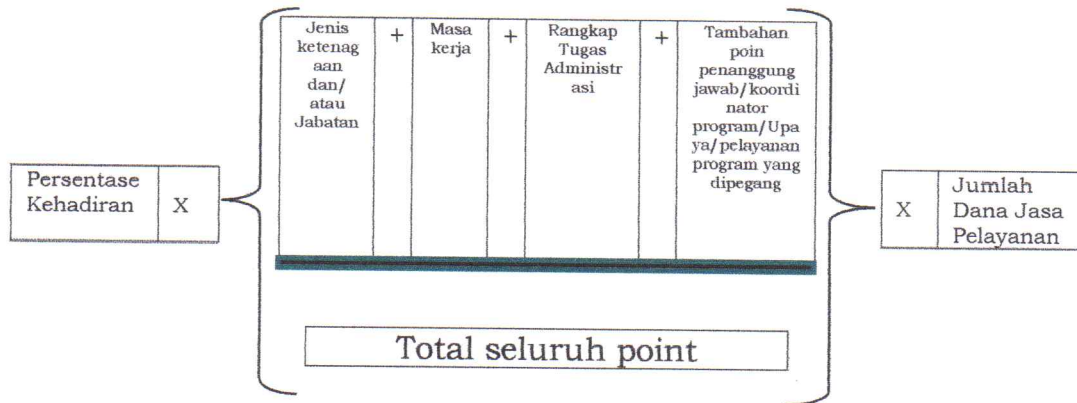 Persentase
Kehadiran
X
Jenis
ketenag
aan
dan/
atau
Jabatan
+
Masa
kerja
+
Rangkap
Tugas
Administr
asi
+
Tambahan
poin
penanggung
jawab/koordi
nator
program/Upa
ya/pelayanan
program yang
dipegang
Total seluruh point
X
Jumlah
Dana Jasa
Pelayanan